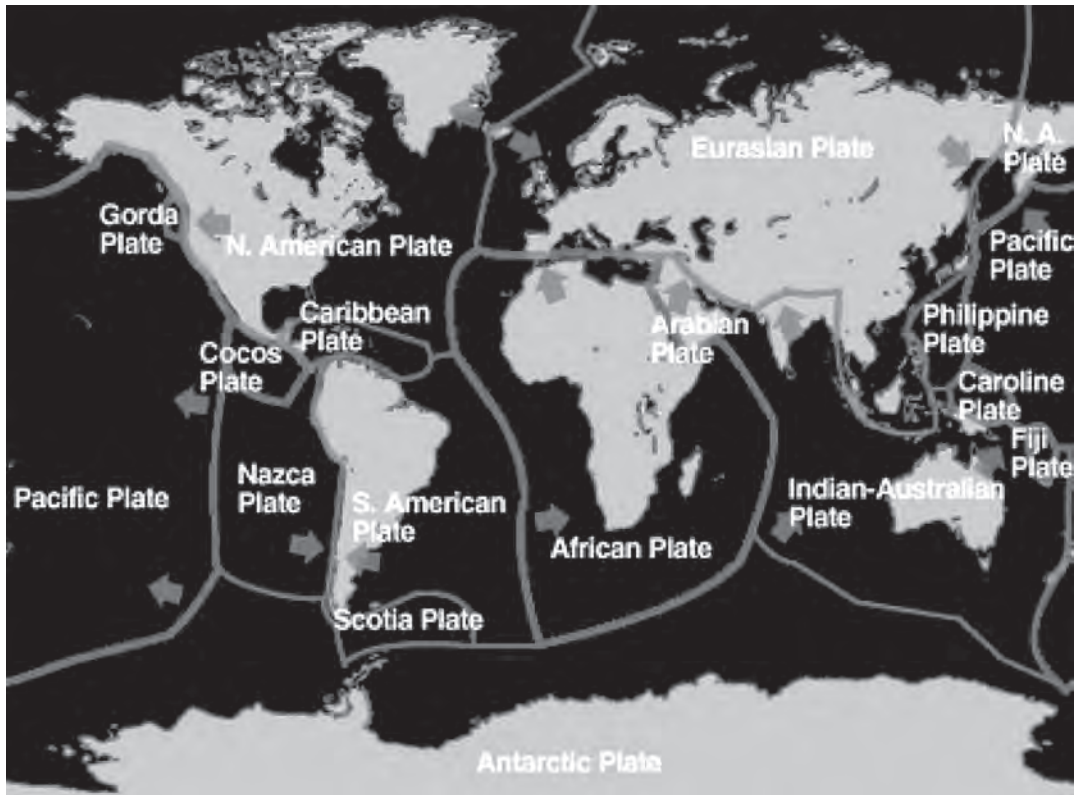 Eurasian Plate
N. A.
Plate
Gorda
Plate
N. American Plate
Pacific
Plate
Caribbean
Plate
Arabian
Plate
Philippine
Plate
Cocos
Plate
Caroline
Plate
Fiji
Plate
Pacific Plate
Nazca
Plate
S. American
Plate
African Plate
Indian-Australian
Plate
Scotia Plate
Antarctic Plate